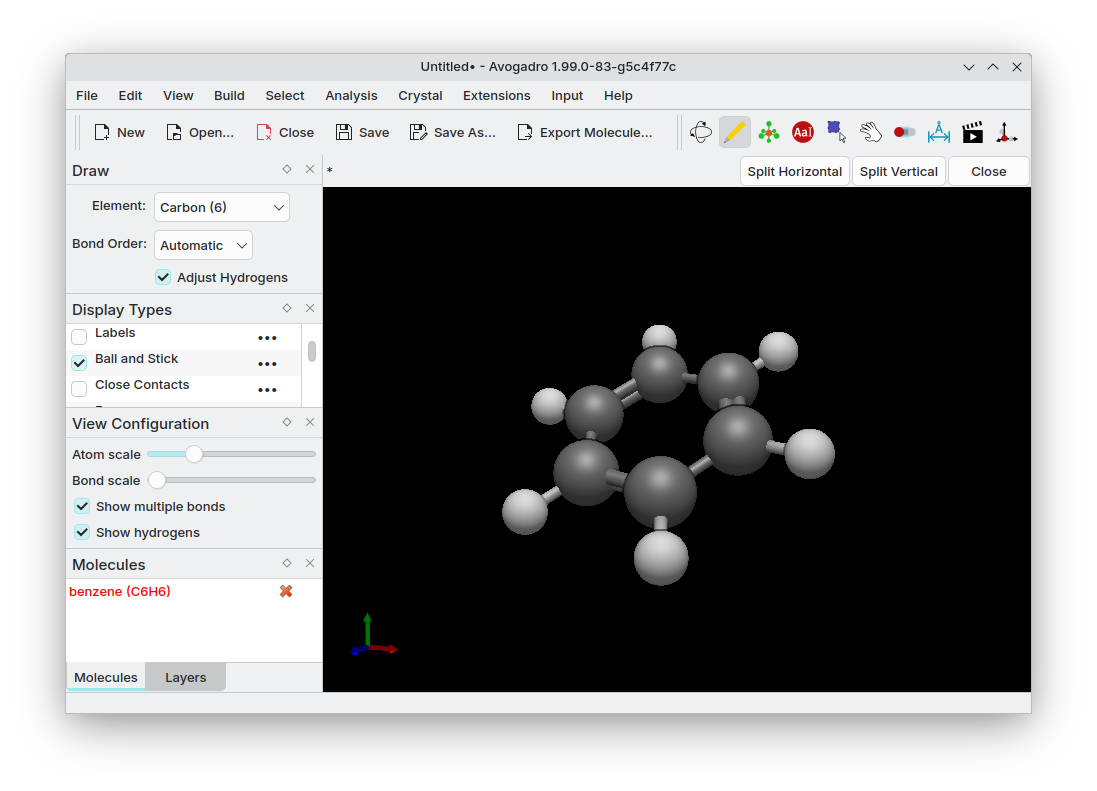 Untitled• - Avogadro 1.99.0-83-g5c4f77c
File Edit View Build Select Analysis Crystal Extensions Input Help
New Open... Close Save Save As... Export Molecule... Aa A
Draw
* Split Horizontal Split Vertical Close
Element: Carbon (6)
Bond Order: Automatic
Adjust Hydrogens
Display Types
Labels •••
Ball and Stick •••
Close Contacts •••
View Configuration
Atom scale
Bond scale
Show multiple bonds
Show hydrogens
Molecules
benzene (C6H6)
Molecules Layers